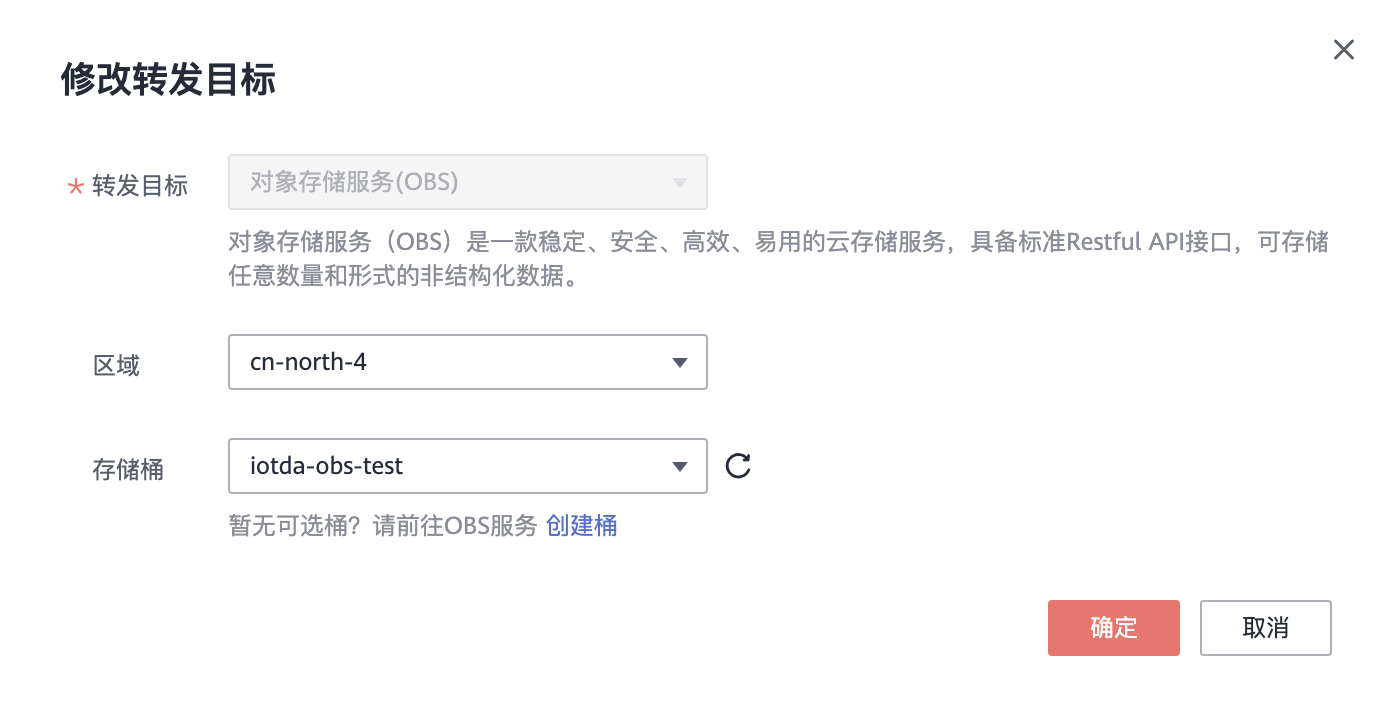 修改转发目标
* 转发目标 对象存储服务(OBS)
对象存储服务（OBS）是一款稳定、安全、高效、易用的云存储服务，具备标准Restful API接口，可存储
任意数量和形式的非结构化数据。
区域 cn-north-4
存储桶 iotda-obs-test
暂无可选桶？请前往OBS服务 创建桶
确定 取消